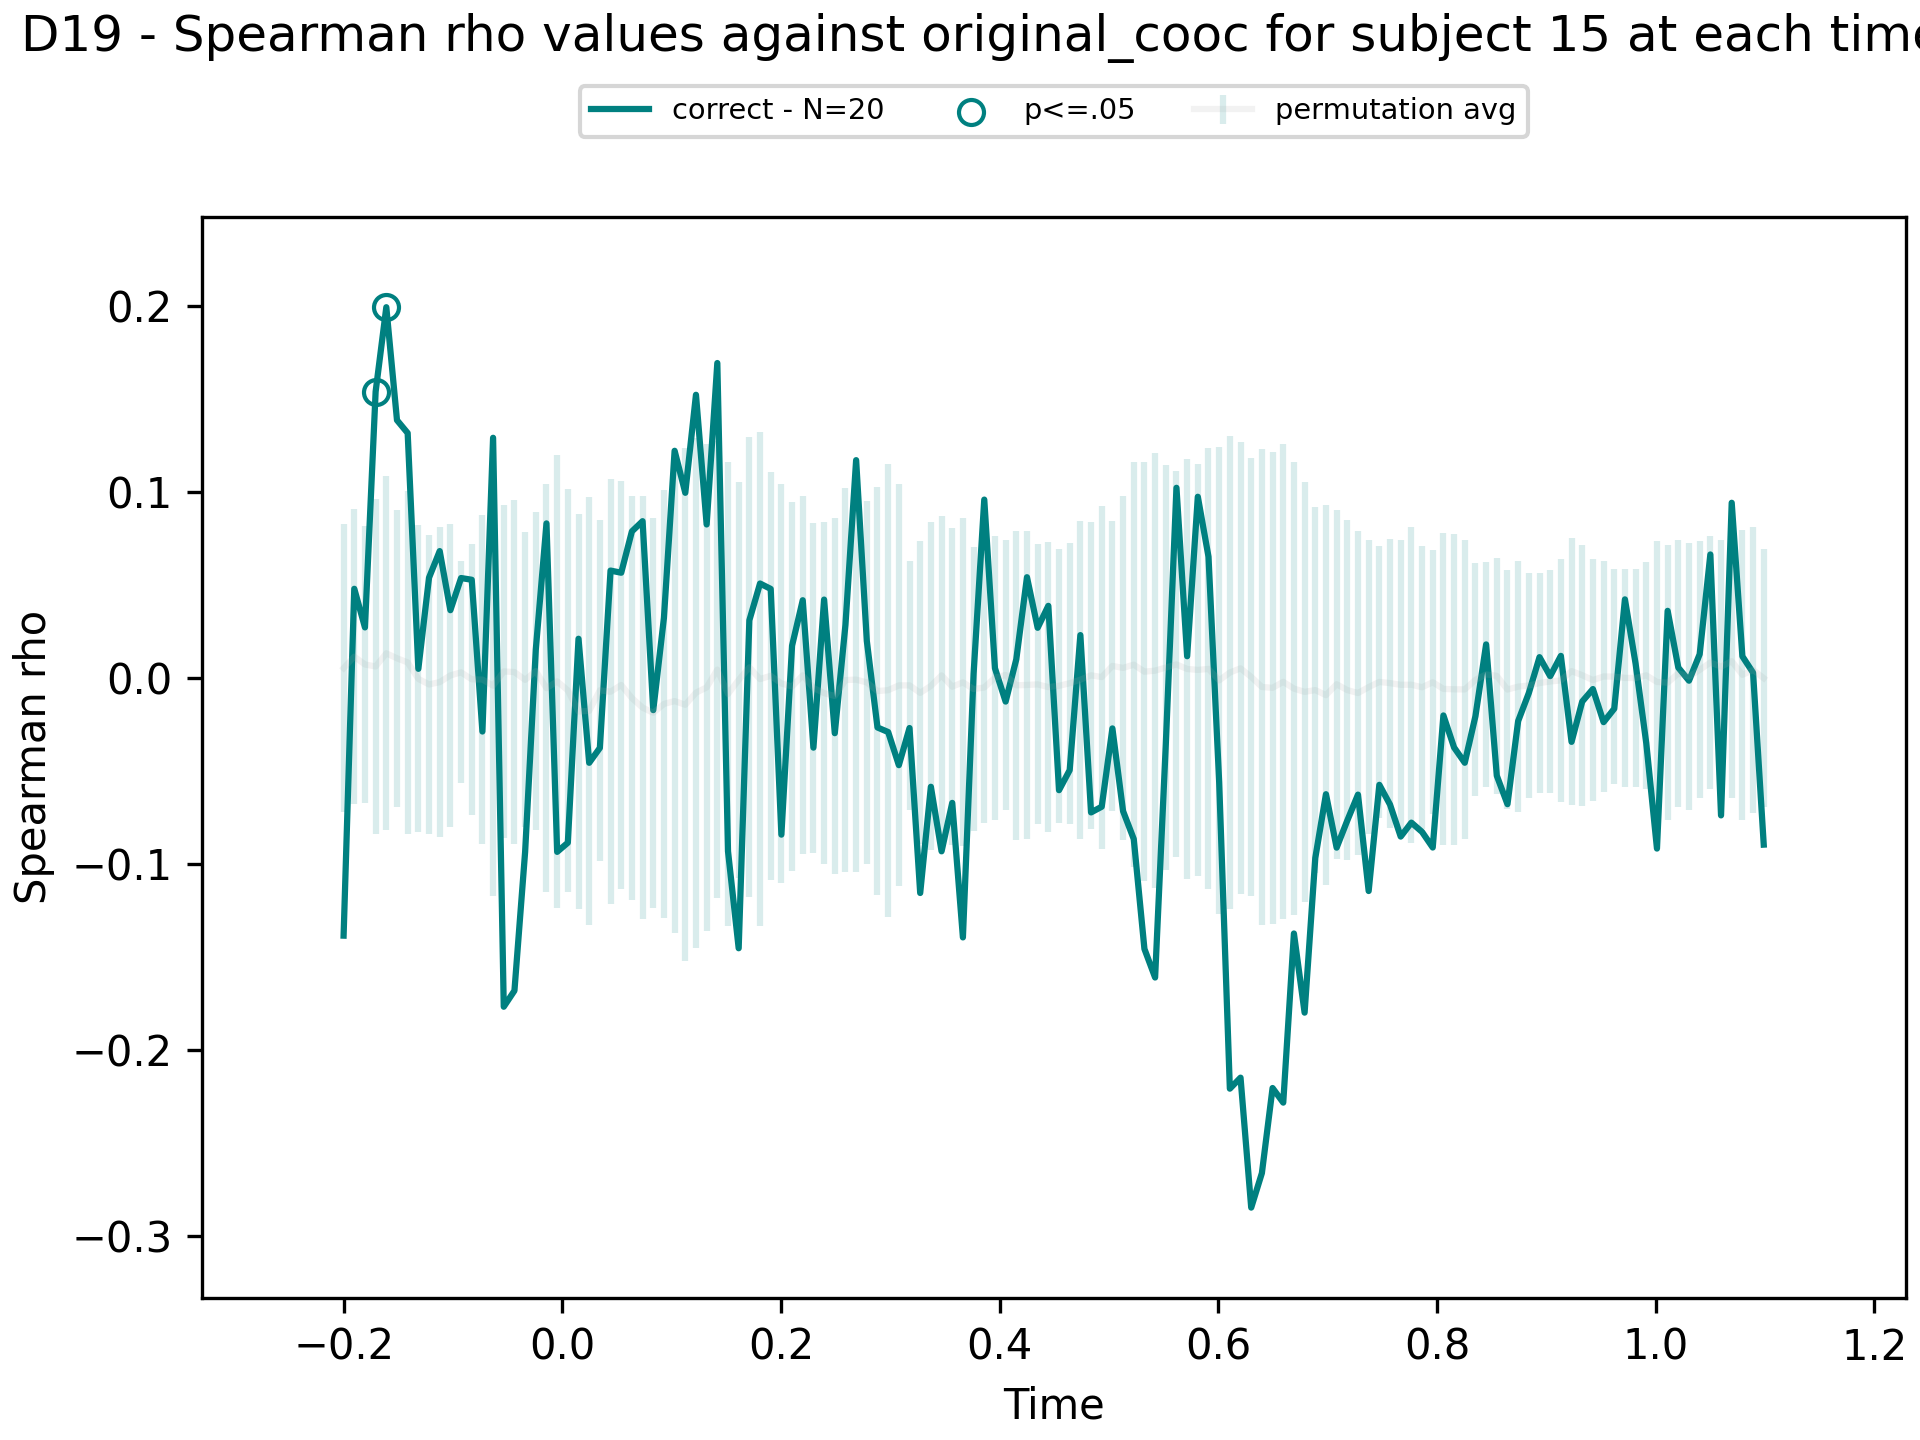 D19 - Spearman rho values against original_cooc for subject 15 at each time
correct - N=20 p<=.05 permutation avg
0.2
0.1
0.0
−0.1
−0.2
−0.3
Spearman rho
−0.2 0.0 0.2 0.4 0.6 0.8 1.0 1.2
Time